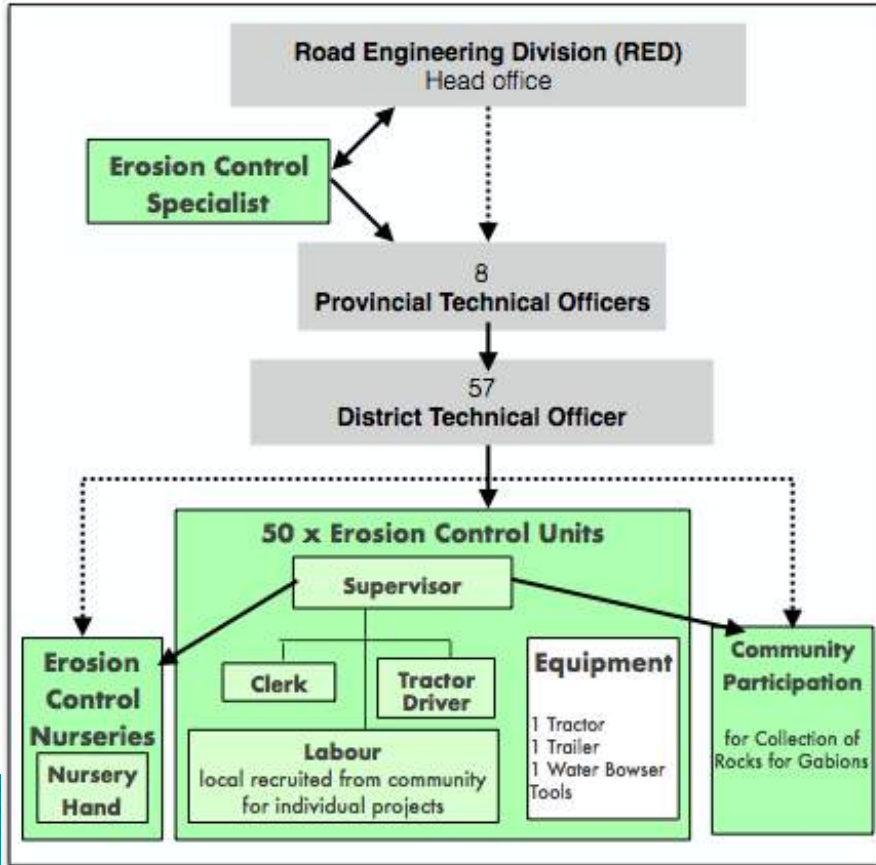 Road Engineering Division (RED)
Head office
Erosion Control
Specialist
8
Provincial Technical Officers
57
District Technical Officer
50 x Erosion Control Units
Supervisor
Clerk
Tractor
Driver
Labour
local recruited from community
for individual projects
Equipment
1 Tractor
1 Trailer
1 Water Bowser
Tools
Erosion
Control
Nurseries
Nursery
Hand
Community
Participation
for Collection of
Rocks for Gabions